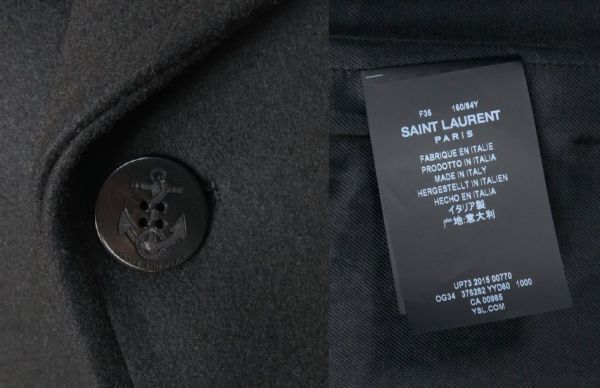 F36 160/84Y
SAINT LAURENT
PARIS
FABRIQUE EN ITALIE
PRODOTTO IN ITALIA
MADE IN ITALY
HERGESTELLT IN ITALIEN
HECHO EN ITALIA
イタリア製
地:意大利
UP73 2015 00770
OG34 376282 YYD60 1000
CA 00985
YSL.COM